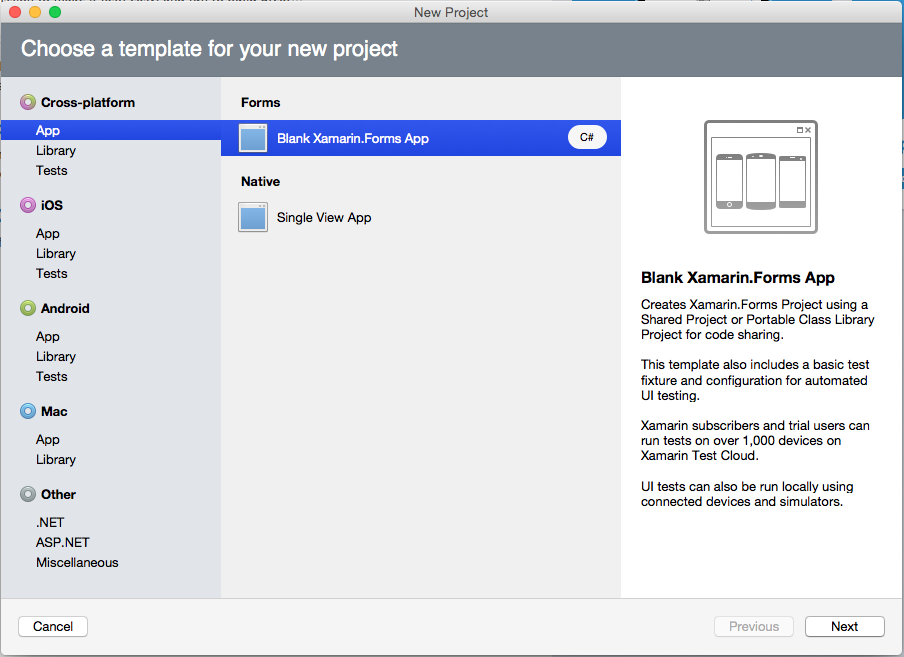 New Project
Choose a template for your new project
Cross-platform
App
Library
Tests
iOS
App
Library
Tests
Android
App
Library
Tests
Mac
App
Library
Other
.NET
ASP.NET
Miscellaneous
Forms
Blank Xamarin.Forms App
C#
Native
Single View App
Blank Xamarin.Forms App
Creates Xamarin.Forms Project using a
Shared Project or Portable Class Library
Project for code sharing.
This template also includes a basic test
fixture and configuration for automated
UI testing.
Xamarin subscribers and trial users can
run tests on over 1,000 devices on
Xamarin Test Cloud.
UI tests can also be run locally using
connected devices and simulators.
Cancel
Previous
Next